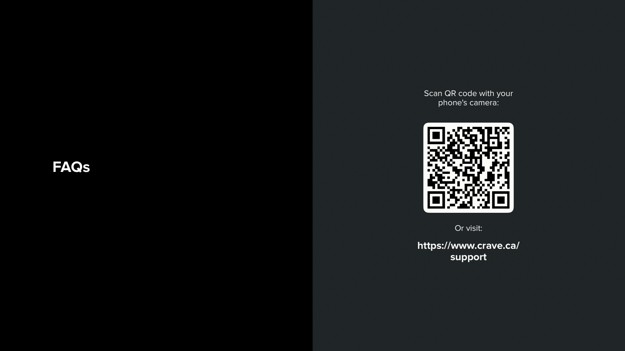 FAQs
Scan QR code with your
phone's camera:
Or visit:
https://www.crave.ca/
support